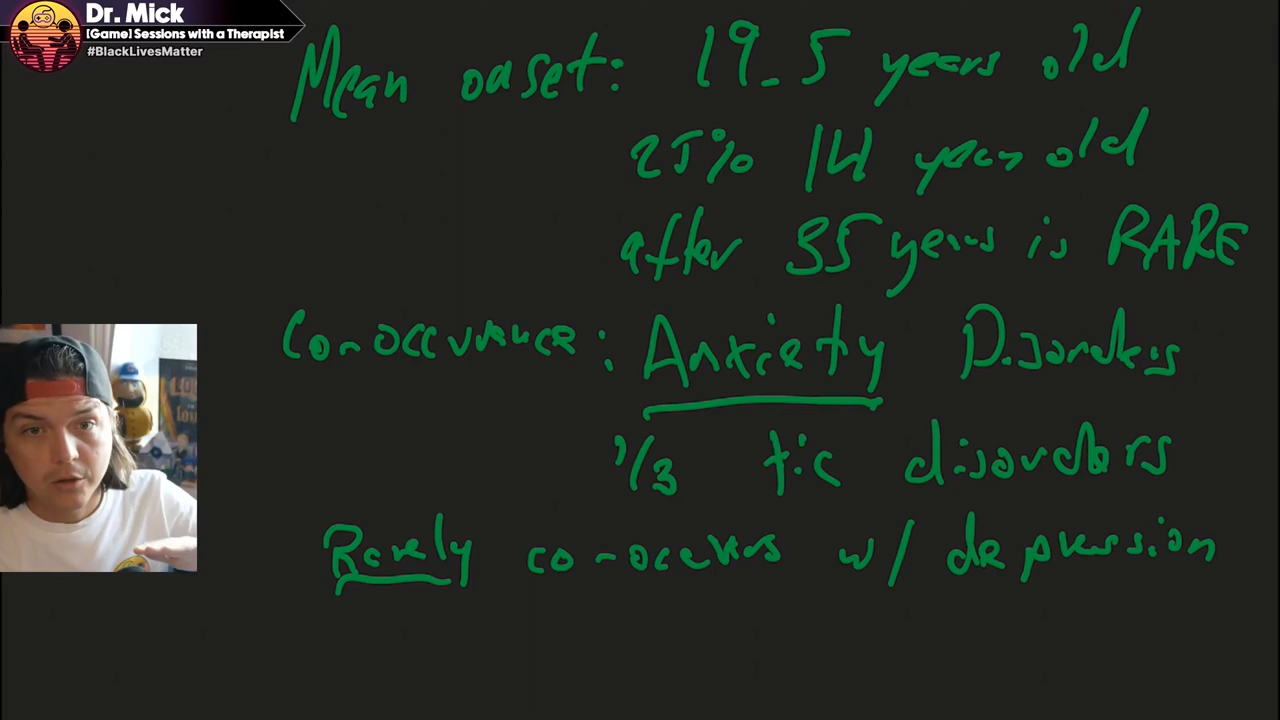 Dr. Mick
[Game] Sessions with a Therapist
#BlackLivesMatter
Mean onset: 19.5 years old
25% 14 years old
after 35 years is RARE
Co-occurrence: Anxiety Disorders
1/3 tic disorders
Rarely co-occurs w/ depression